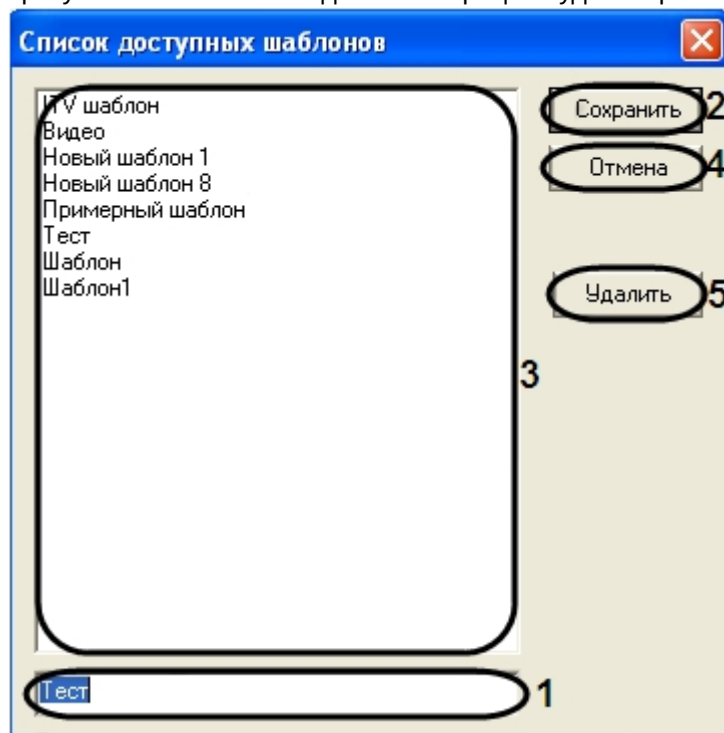 Список доступных шаблонов
ITV шаблон
Видео
Новый шаблон 1
Новый шаблон 8
Примерный шаблон
Тест
Шаблон
Шаблон1
3
Сохранить 2
Отмена 4
Удалить 5
Тест 1